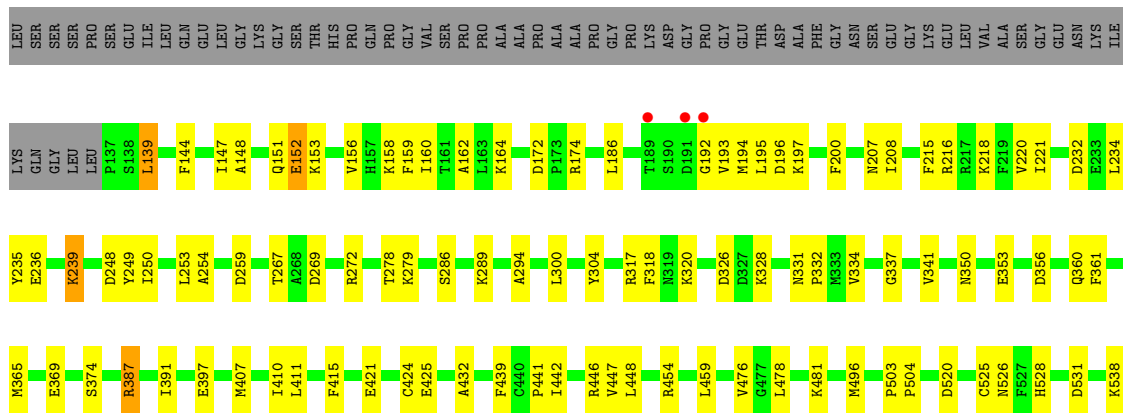 LEU SER SER SER PRO SER GLU ILE LEU GLN GLU LEU GLY LYS GLY SER THR HIS PRO GLN PRO GLY VAL SER PRO PRO ALA ALA PRO ALA ALA PRO GLY PRO LYS ASP GLY PRO GLY GLU THR ASP ALA PHE GLY ASN SER GLU GLY LYS GLU LEU VAL ALA SER GLY GLU ASN LYS ILE
LYS GLN GLY LEU LEU P137 S138 L139 F144 I147 A148 Q151 E152 K153 V156 H157 K158 F159 I160 T161 A162 L163 K164 D172 P173 R174 L186 T189 S190 D191 G192 V193 M194 L195 D196 K197 F200 N207 I208 F215 R216 R217 K218 F219 V220 I221 D232 E233 L234
Y235 E236 K239 D248 Y249 I250 L253 A254 D259 T267 A268 D269 R272 T278 K279 S286 K289 A294 L300 Y304 R317 F318 N319 K320 D326 D327 K328 N331 P332 M333 V334 G337 V341 N350 E353 D356 Q360 F361
M365 E369 S374 R387 I391 E397 M407 I410 L411 F415 E421 C424 E425 A432 F439 C440 P441 I442 R446 V447 L448 R454 L459 V476 G477 L478 K481 M496 P503 P504 D520 C525 N526 F527 H528 D531 K538